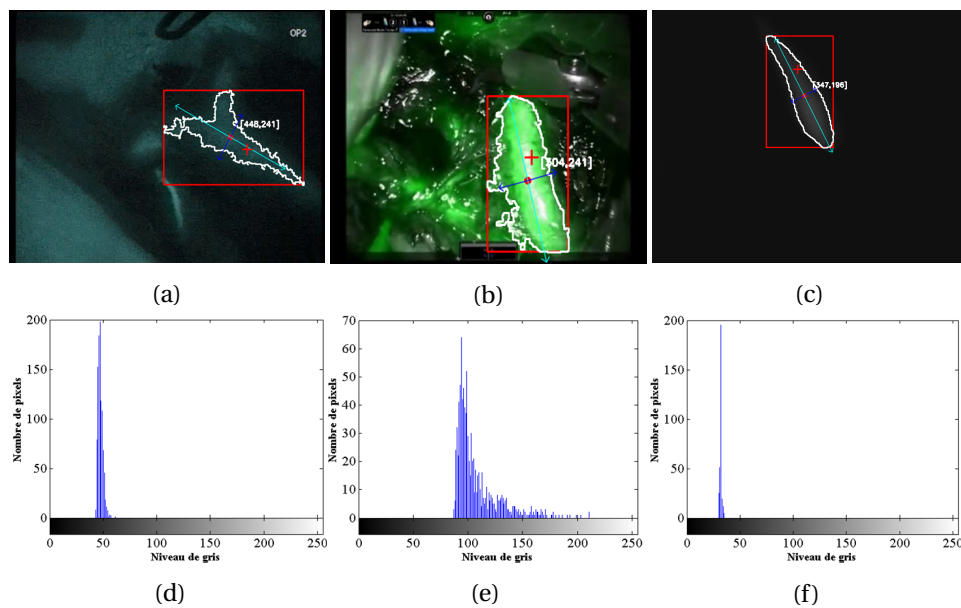 OP2
[448,241]
[304,241]
[347,196]
(a)
(b)
(c)
200
150
100
50
0
Nombre de pixels
0 50 100 150 200 250
Niveau de gris
70
60
50
40
30
20
10
0
Nombre de pixels
0 50 100 150 200 250
Niveau de gris
200
150
100
50
0
Nombre de pixels
0 50 100 150 200 250
Niveau de gris
(d)
(e)
(f)